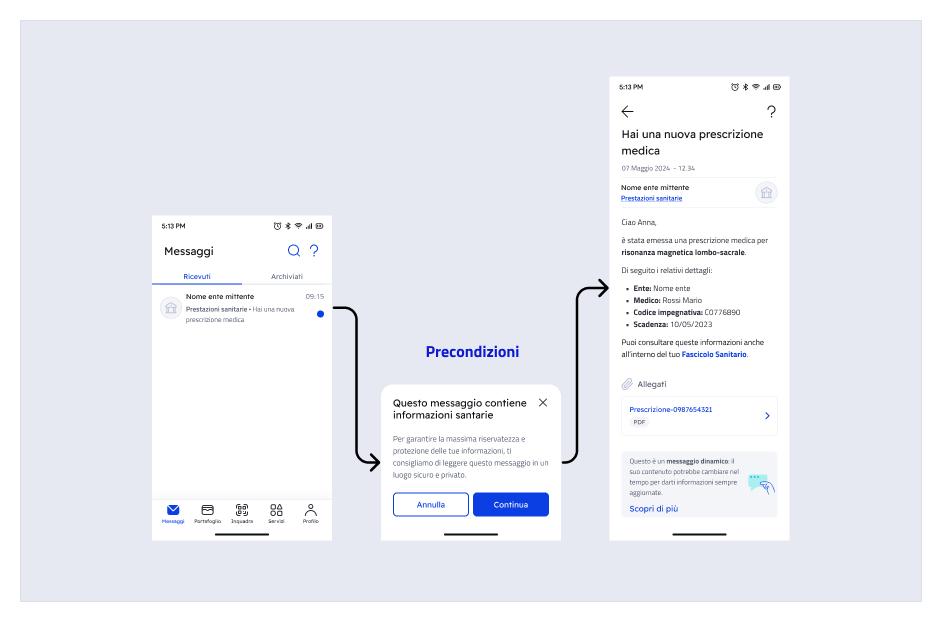 5:13 PM
Messaggi
Ricevuti
Archiviati
Nome ente mittente
09:15
Prestazioni sanitarie • Hai una nuova
prescrizione medica
Messaggi
Portafoglio
Inquadra
Servizi
Profilo
Precondizioni
Questo messaggio contiene
informazioni santarie
Per garantire la massima riservatezza e
protezione delle tue informazioni, ti
consigliamo di leggere questo messaggio in un
luogo sicuro e privato.
Annulla
Continua
5:13 PM
Hai una nuova prescrizione
medica
07 Maggio 2024 - 12.34
Nome ente mittente
Prestazioni sanitarie
Ciao Anna,
è stata emessa una prescrizione medica per
risonanza magnetica lombo-sacrale.
Di seguito i relativi dettagli:
• Ente: Nome ente
• Medico: Rossi Mario
• Codice impegnativa: C0776890
• Scadenza: 10/05/2023
Puoi consultare queste informazioni anche
all'interno del tuo Fascicolo Sanitario.
Allegati
Prescrizione-0987654321
PDF
Questo è un messaggio dinamico: il
suo contenuto potrebbe cambiare nel
tempo per darti informazioni sempre
aggiornate.
Scopri di più